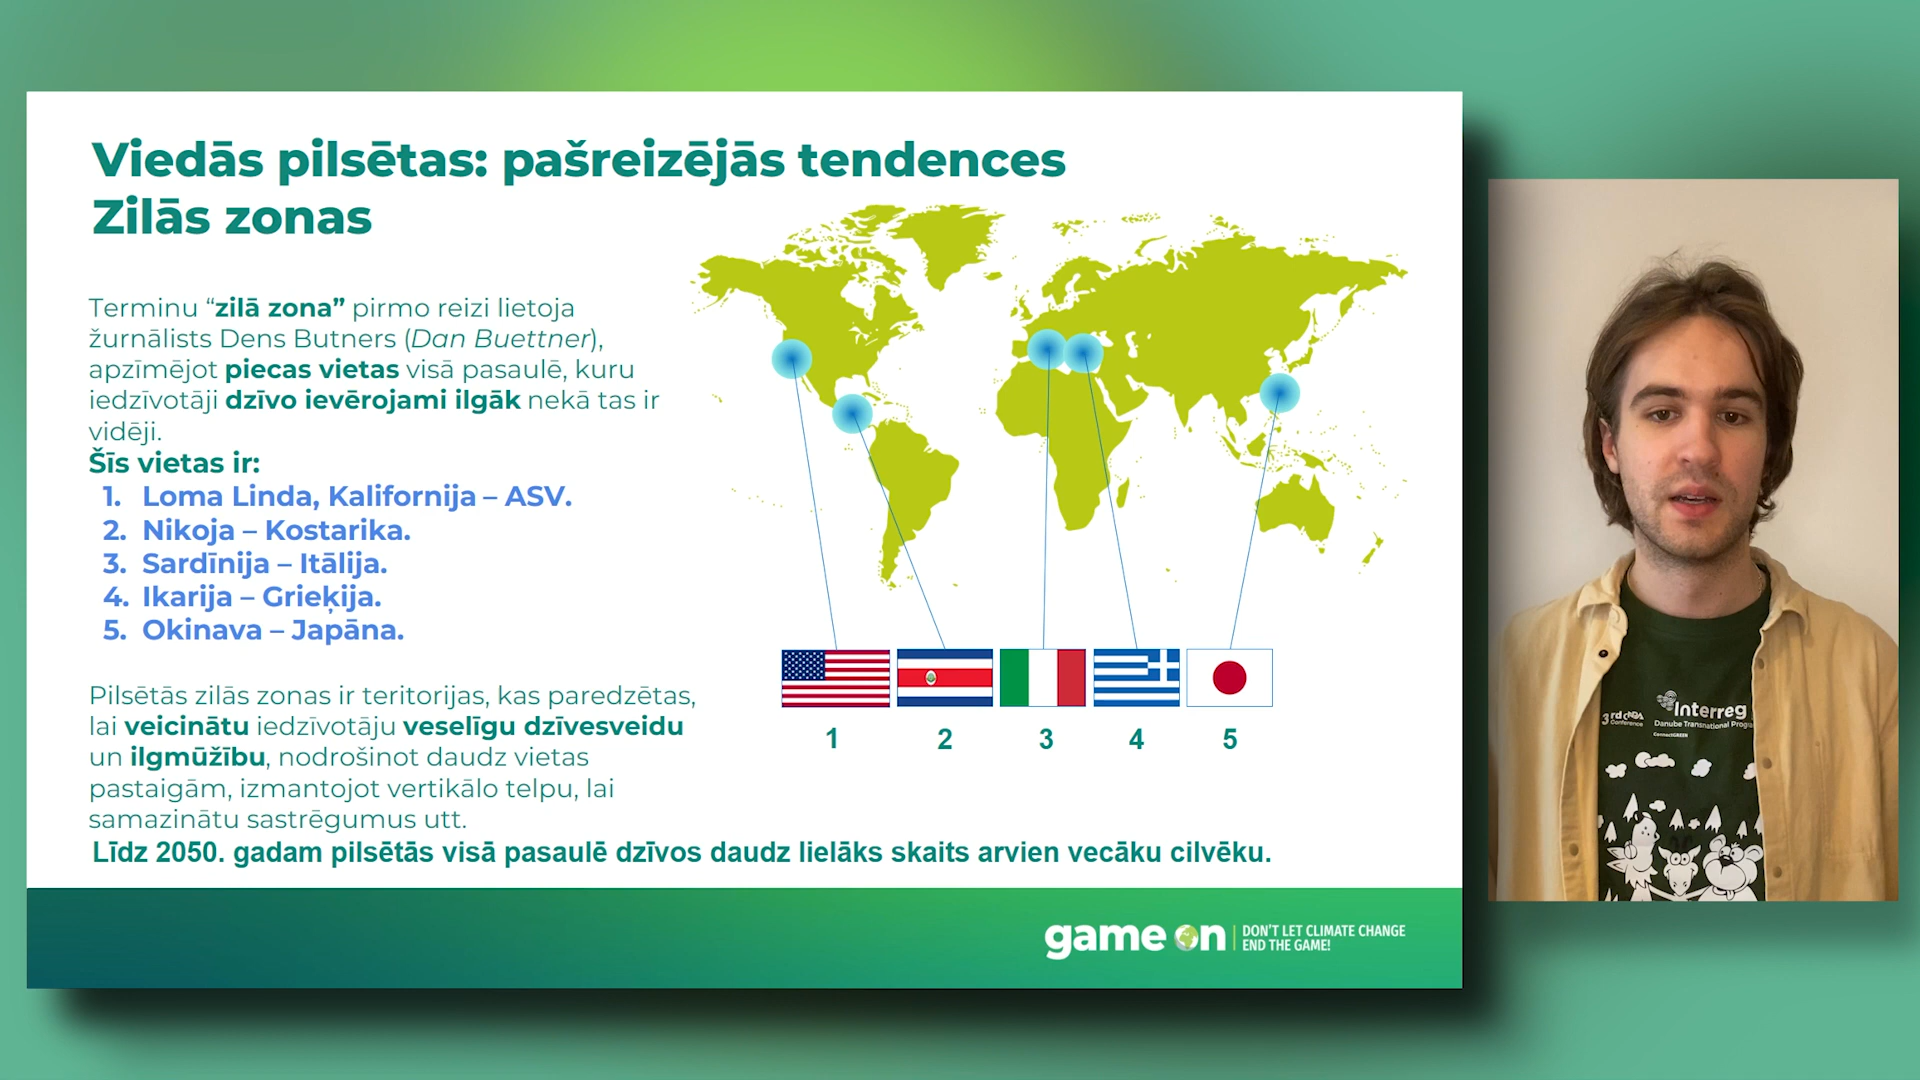 Viedās pilsētas: pašreizējās tendences
Zilās zonas
Terminu “zilā zona” pirmo reizi lietoja
žurnālists Dens Butners (Dan Buettner),
apzīmējot piecas vietas visā pasaulē, kuru
iedzīvotāji dzīvo ievērojami ilgāk nekā tas ir
vidēji.
Šīs vietas ir:
1. Loma Linda, Kalifornija – ASV.
2. Nikoja – Kostarika.
3. Sardīnija – Itālija.
4. Ikarija – Grieķija.
5. Okinava – Japāna.
Pilsētās zilās zonas ir teritorijas, kas paredzētas,
lai veicinātu iedzīvotāju veselīgu dzīvesveidu
un ilgmūžību, nodrošinot daudz vietas
pastaigām, izmantojot vertikālo telpu, lai
samazinātu sastrēgumus utt.
Līdz 2050. gadam pilsētās visā pasaulē dzīvos daudz lielāks skaits arvien vecāku cilvēku.
1 2 3 4 5
game on
DON'T LET CLIMATE CHANGE
END THE GAME!
3rd
Conference
Interreg
Danube Transnational
ConnectGREEN